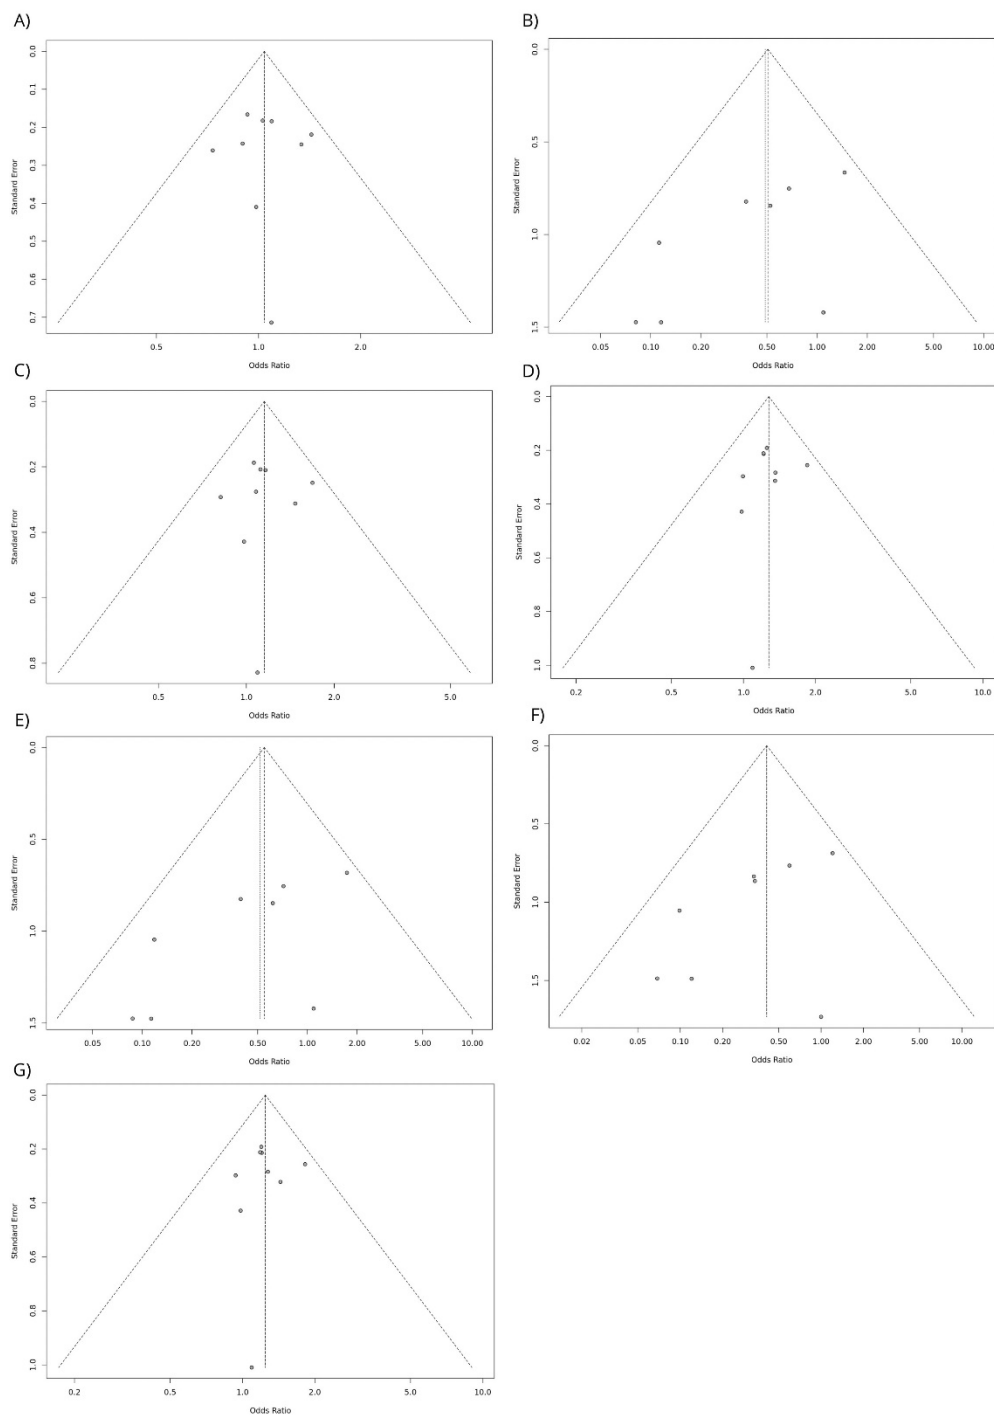 A)
0.0
0.1
0.2
0.3
0.4
0.5
0.6
0.7
Standard Error
0.5 1.0 2.0
Odds Ratio
B)
0.0
0.5
1.0
1.5
Standard Error
0.05 0.10 0.20 0.50 1.00 2.00 5.00 10.00
Odds Ratio
C)
0.0
0.2
0.4
0.6
0.8
Standard Error
0.5 1.0 2.0 5.0
Odds Ratio
D)
0.0
0.2
0.4
0.6
0.8
1.0
Standard Error
0.2 0.5 1.0 2.0 5.0 10.0
Odds Ratio
E)
0.0
0.5
1.0
1.5
Standard Error
0.05 0.10 0.20 0.50 1.00 2.00 5.00 10.00
Odds Ratio
F)
0.0
0.5
1.0
1.5
Standard Error
0.02 0.05 0.10 0.20 0.50 1.00 2.00 5.00 10.00
Odds Ratio
G)
0.0
0.2
0.4
0.6
0.8
1.0
Standard Error
0.2 0.5 1.0 2.0 5.0 10.0
Odds Ratio